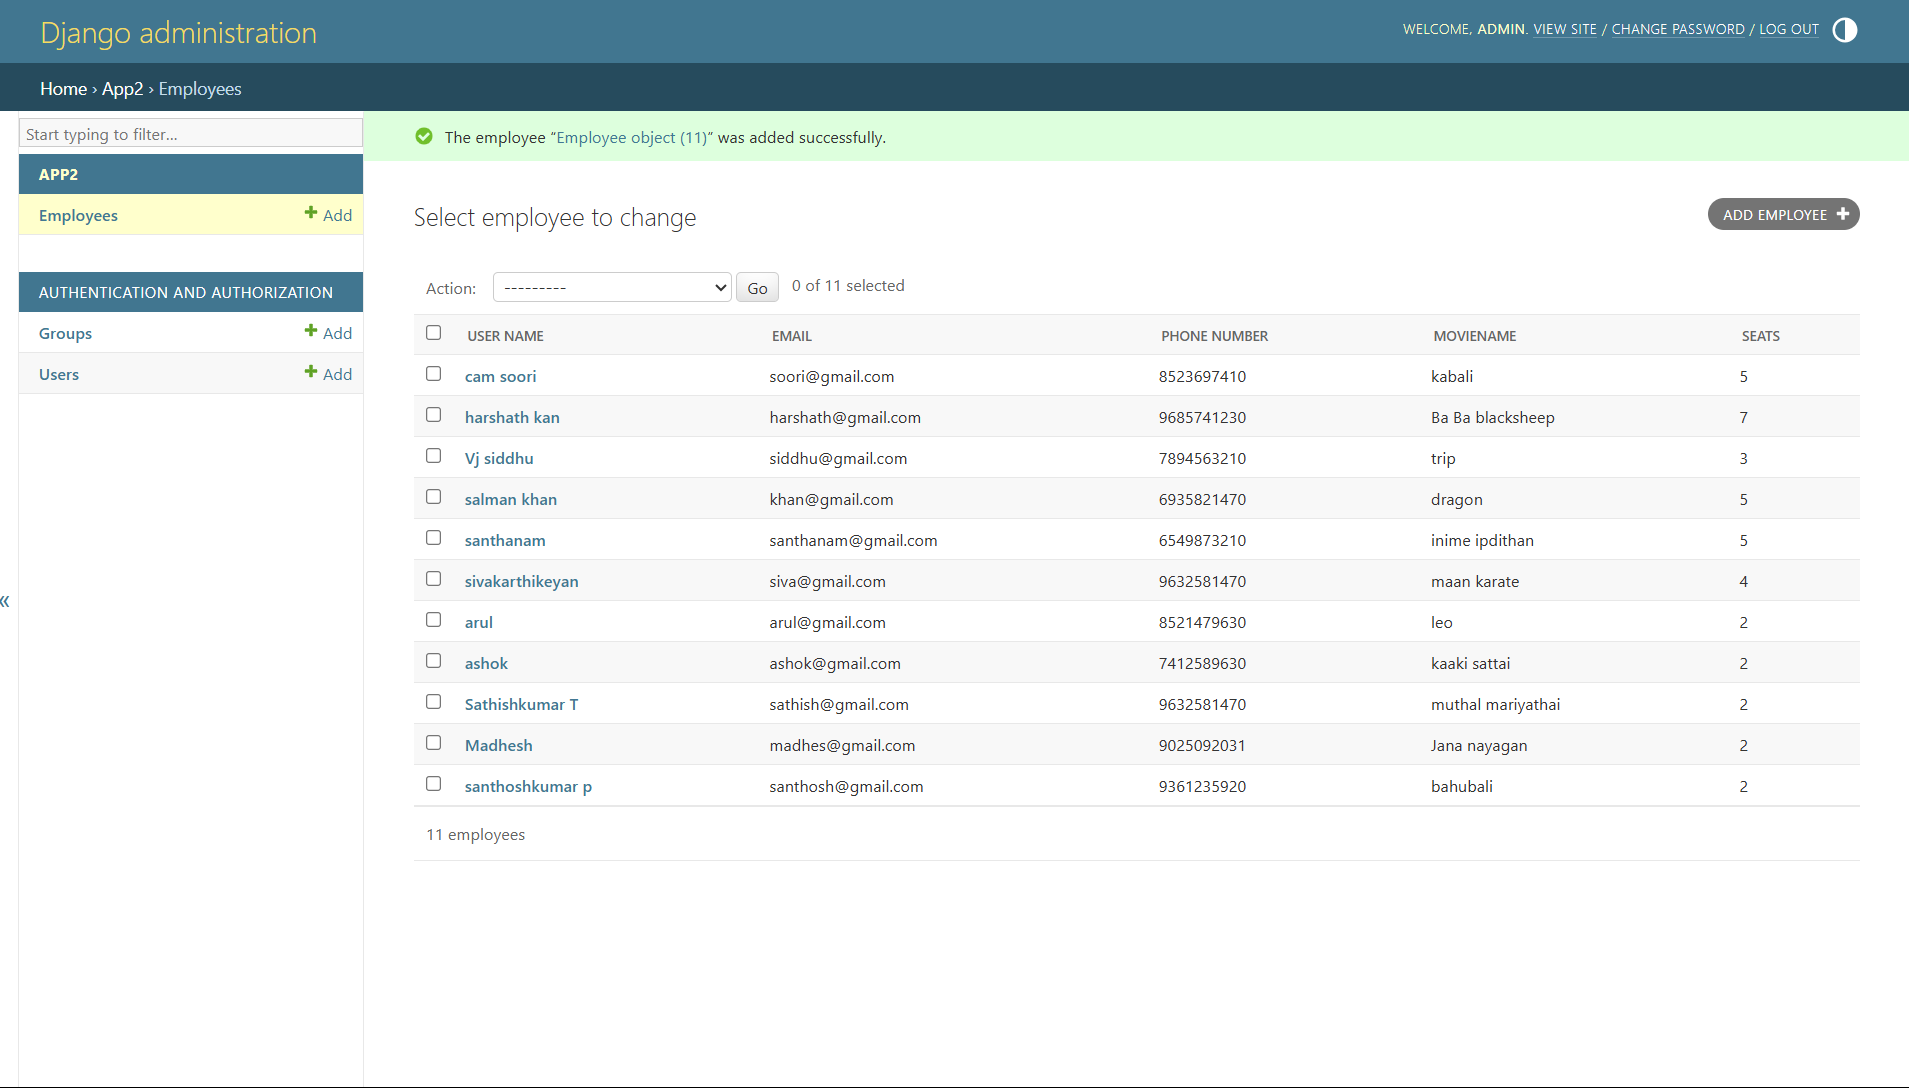 Django administration
WELCOME, ADMIN. VIEW SITE / CHANGE PASSWORD / LOG OUT
Home › App2 › Employees
Start typing to filter...
APP2
Employees + Add
AUTHENTICATION AND AUTHORIZATION
Groups + Add
Users + Add
«
The employee “Employee object (11)” was added successfully.
Select employee to change
ADD EMPLOYEE +
Action: --------- Go 0 of 11 selected
USER NAME EMAIL PHONE NUMBER MOVIENAME SEATS
cam soori soori@gmail.com 8523697410 kabali 5
harshath kan harshath@gmail.com 9685741230 Ba Ba blacksheep 7
Vj siddhu siddhu@gmail.com 7894563210 trip 3
salman khan khan@gmail.com 6935821470 dragon 5
santhanam santhanam@gmail.com 6549873210 inime ipdithan 5
sivakarthikeyan siva@gmail.com 9632581470 maan karate 4
arul arul@gmail.com 8521479630 leo 2
ashok ashok@gmail.com 7412589630 kaaki sattai 2
Sathishkumar T sathish@gmail.com 9632581470 muthal mariyathai 2
Madhesh madhes@gmail.com 9025092031 Jana nayagan 2
santhoshkumar p santhosh@gmail.com 9361235920 bahubali 2
11 employees